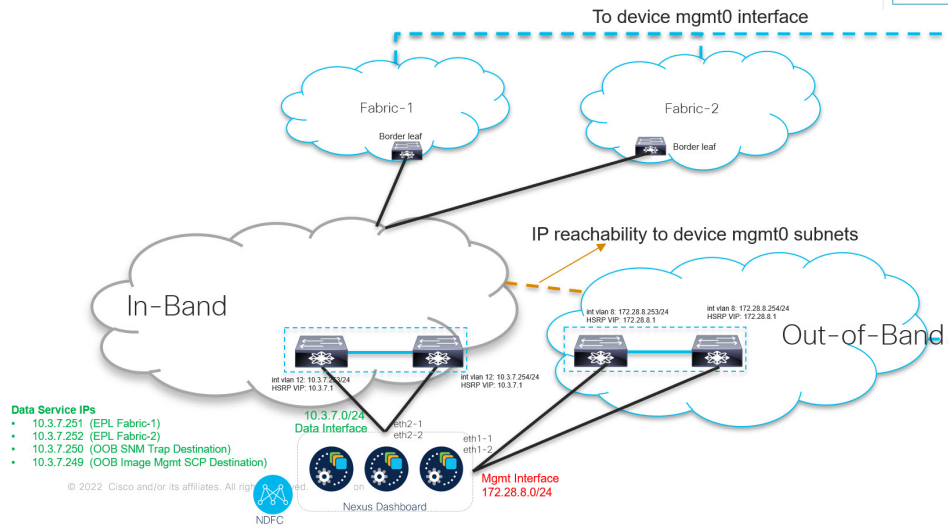 To device mgmt0 interface
Fabric-1
Fabric-2
Border leaf
Border leaf
IP reachability to device mgmt0 subnets
In-Band
Out-of-Band
int vlan 8: 172.28.8.253/24
HSRP VIP: 172.28.8.1
int vlan 8: 172.28.8.254/24
HSRP VIP: 172.28.8.1
int vlan 12: 10.3.7.253/24
HSRP VIP: 10.3.7.1
int vlan 12: 10.3.7.254/24
HSRP VIP: 10.3.7.1
Data Service IPs
• 10.3.7.251 (EPL Fabric-1)
• 10.3.7.252 (EPL Fabric-2)
• 10.3.7.250 (OOB SNM Trap Destination)
• 10.3.7.249 (OOB Image Mgmt SCP Destination)
10.3.7.0/24
Data Interface
eth2-1
eth2-2
eth1-1
eth1-2
Mgmt Interface
172.28.8.0/24
© 2022 Cisco and/or its affiliates. All
Nexus Dashboard
NDFC